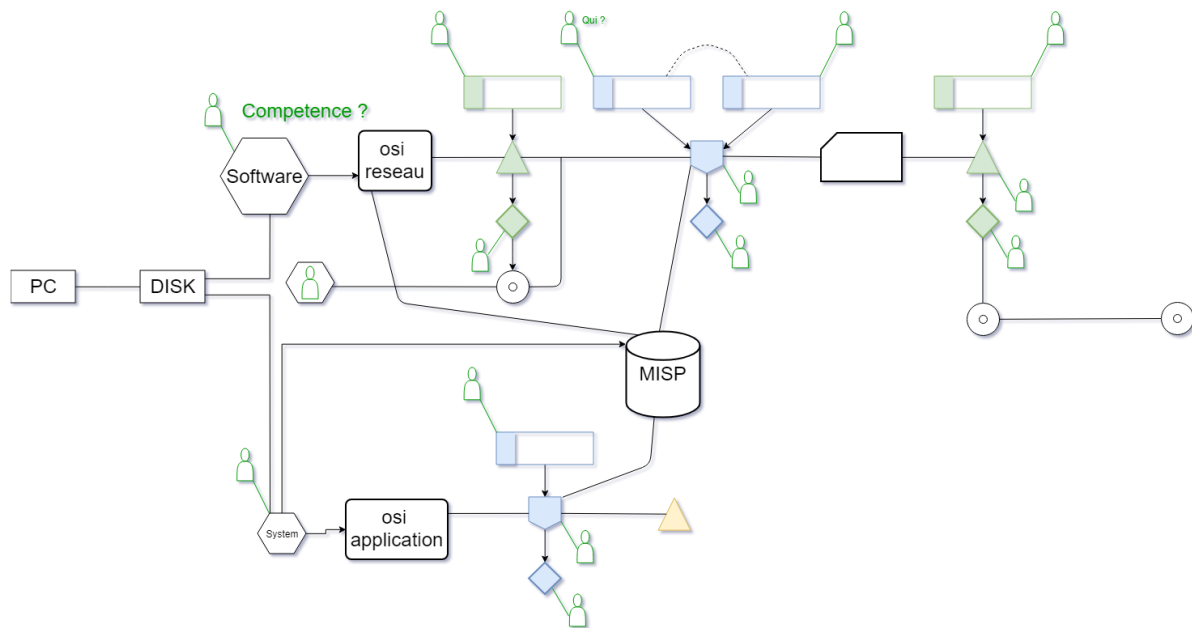 Qui ?
Competence ?
Software
osi
reseau
PC
DISK
MISP
System
osi
application